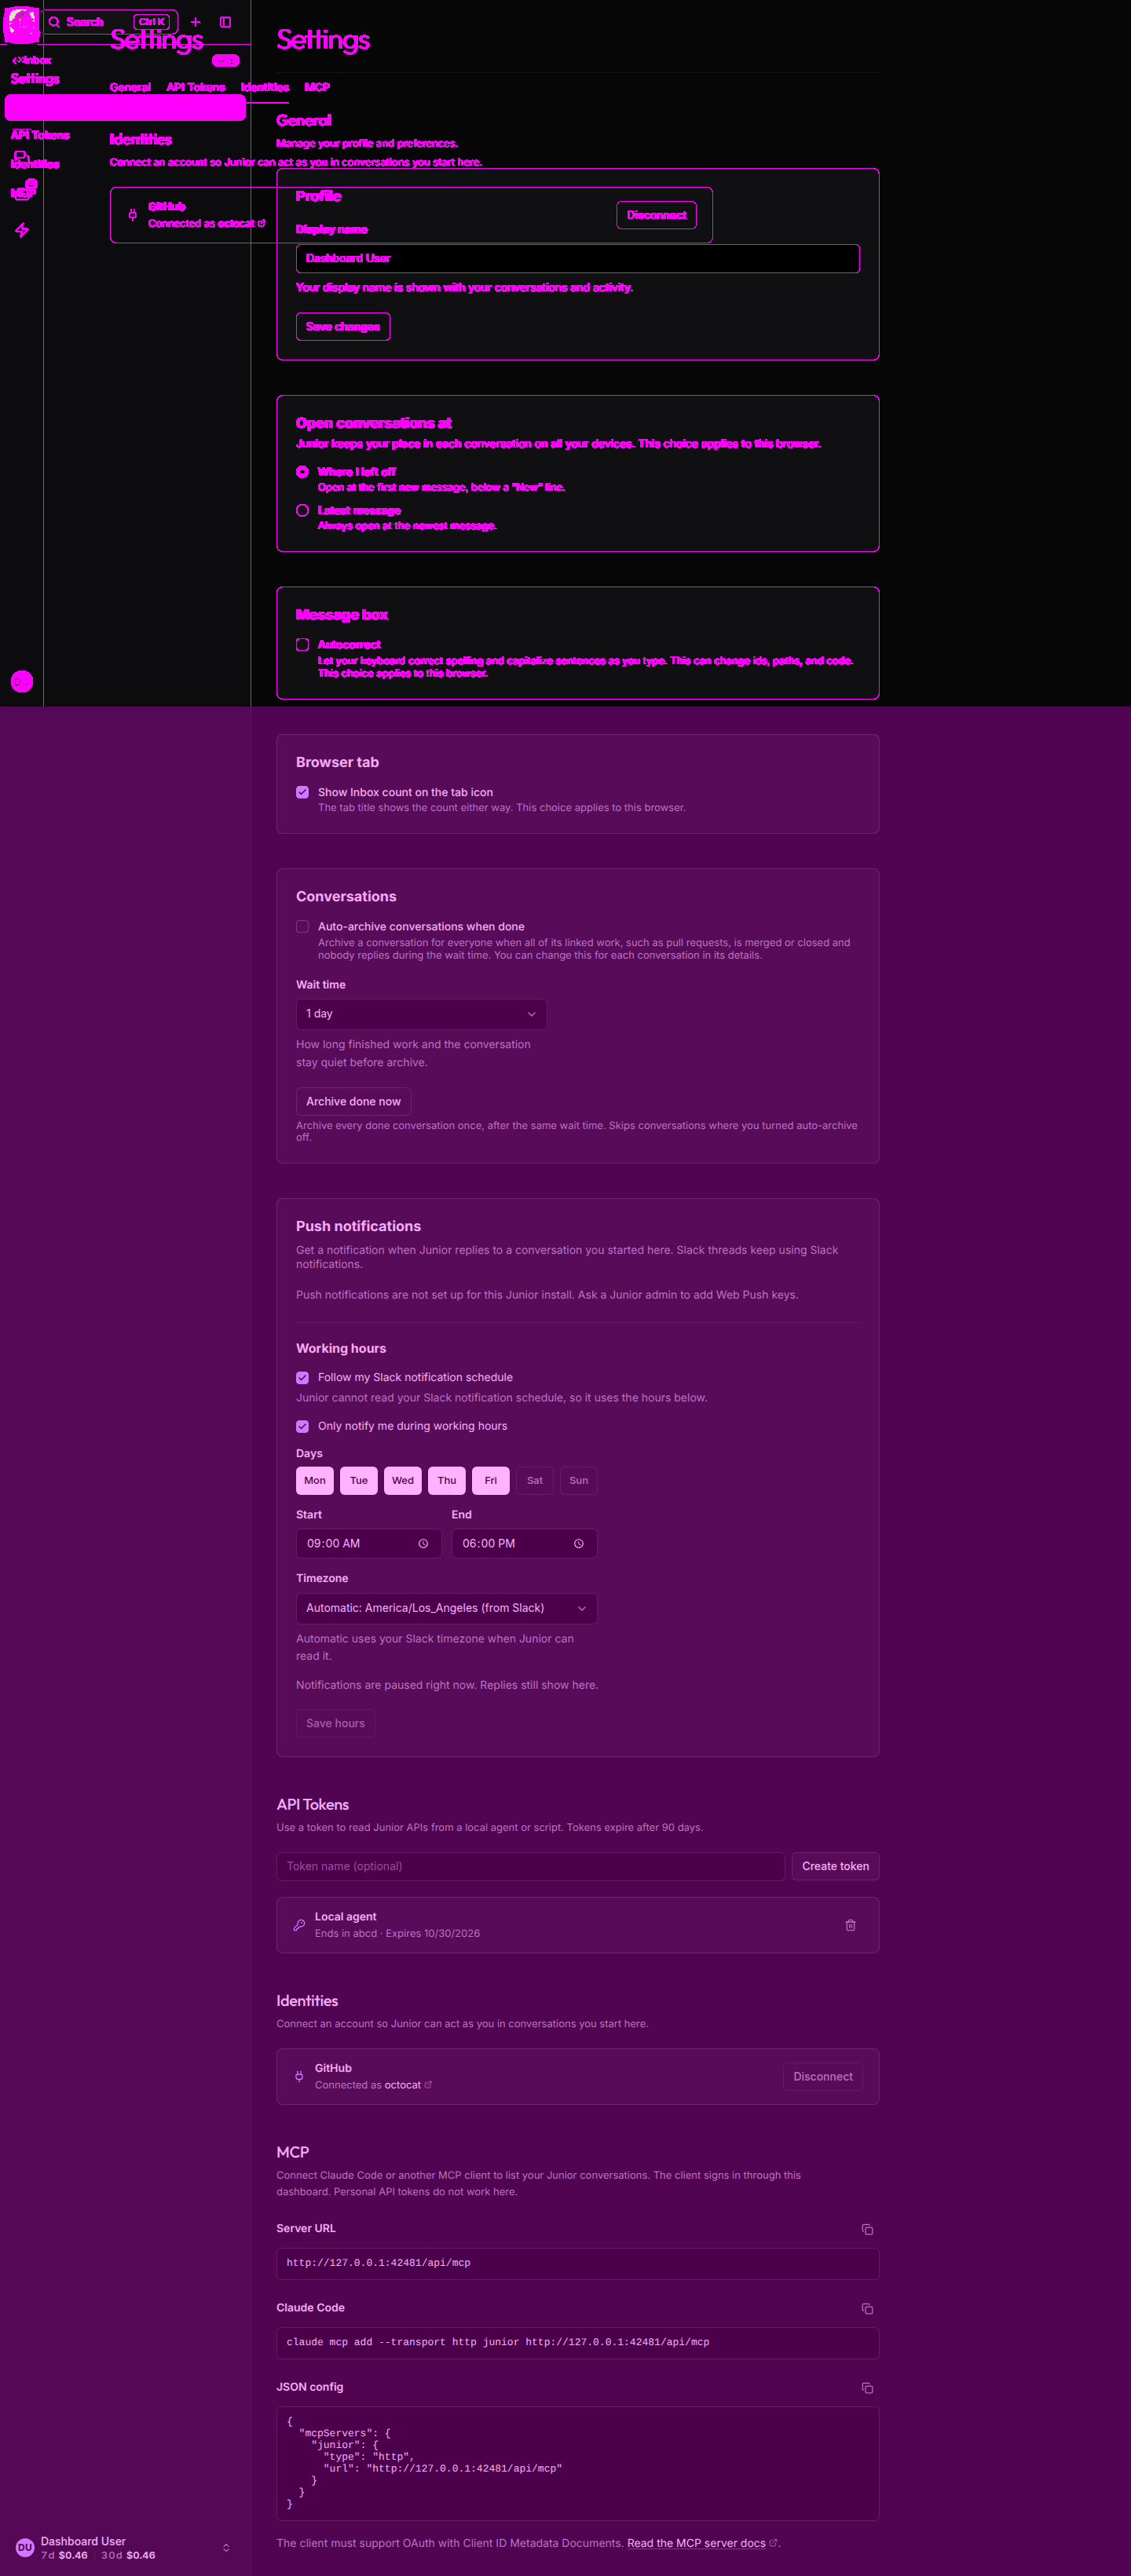 Search
Ctrl K
Settings
Settings
Inbox
Settings
General
API Tokens
Identities
MCP
General
Manage your profile and preferences.
API Tokens
Identities
Identities
Connect an account so Junior can act as you in conversations you start here.
Profile
GitHub
Connected as octocat
Disconnect
Display name
Dashboard User
Your display name is shown with your conversations and activity.
Save changes
Open conversations at
Junior keeps your place in each conversation on all your devices. This choice applies to this browser.
Where I left off
Open at the first new message, below a "New" line.
Latest message
Always open at the newest message.
Message box
Autocorrect
Let your keyboard correct spelling and capitalize sentences as you type. This can change ids, paths, and code.
This choice applies to this browser.
Browser tab
Show Inbox count on the tab icon
The tab title shows the count either way. This choice applies to this browser.
Conversations
Auto-archive conversations when done
Archive a conversation for everyone when all of its linked work, such as pull requests, is merged or closed and
nobody replies during the wait time. You can change this for each conversation in its details.
Wait time
1 day
How long finished work and the conversation
stay quiet before archive.
Archive done now
Archive every done conversation once, after the same wait time. Skips conversations where you turned auto-archive
off.
Push notifications
Get a notification when Junior replies to a conversation you started here. Slack threads keep using Slack
notifications.
Push notifications are not set up for this Junior install. Ask a Junior admin to add Web Push keys.
Working hours
Follow my Slack notification schedule
Junior cannot read your Slack notification schedule, so it uses the hours below.
Only notify me during working hours
Days
Mon Tue Wed Thu Fri Sat Sun
Start End
09:00 AM 06:00 PM
Timezone
Automatic: America/Los_Angeles (from Slack)
Automatic uses your Slack timezone when Junior can
read it.
Notifications are paused right now. Replies still show here.
Save hours
API Tokens
Use a token to read Junior APIs from a local agent or script. Tokens expire after 90 days.
Token name (optional)
Create token
Local agent
Ends in abcd · Expires 10/30/2026
Identities
Connect an account so Junior can act as you in conversations you start here.
GitHub
Connected as octocat
Disconnect
MCP
Connect Claude Code or another MCP client to list your Junior conversations. The client signs in through this
dashboard. Personal API tokens do not work here.
Server URL
http://127.0.0.1:42481/api/mcp
Claude Code
claude mcp add --transport http junior http://127.0.0.1:42481/api/mcp
JSON config
{
"mcpServers": {
"junior": {
"type": "http",
"url": "http://127.0.0.1:42481/api/mcp"
}
}
}
The client must support OAuth with Client ID Metadata Documents. Read the MCP server docs.
DU
Dashboard User
7d $0.46 30d $0.46